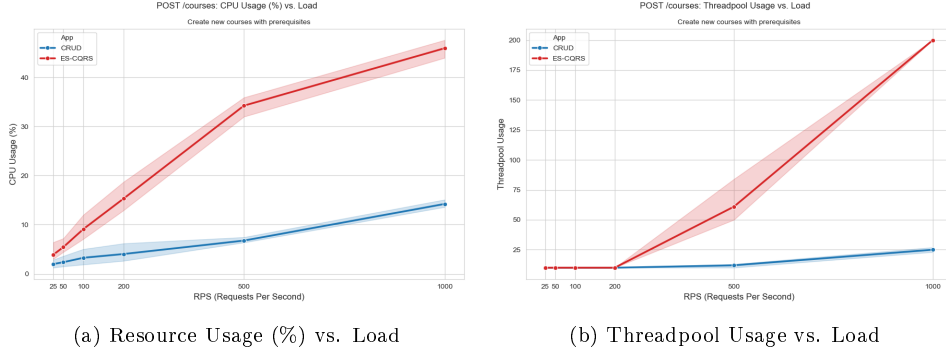 POST /courses: CPU Usage (%) vs. Load
Create new courses with prerequisites
App
CRUD
ES-CQRS
CPU Usage (%)
40
30
20
10
0
25 50 100 200 500 1000
RPS (Requests Per Second)
(a) Resource Usage (%) vs. Load
POST /courses: Threadpool Usage vs. Load
Create new courses with prerequisites
App
CRUD
ES-CQRS
Threadpool Usage
200
175
150
125
100
75
50
25
25 50 100 200 500 1000
RPS (Requests Per Second)
(b) Threadpool Usage vs. Load